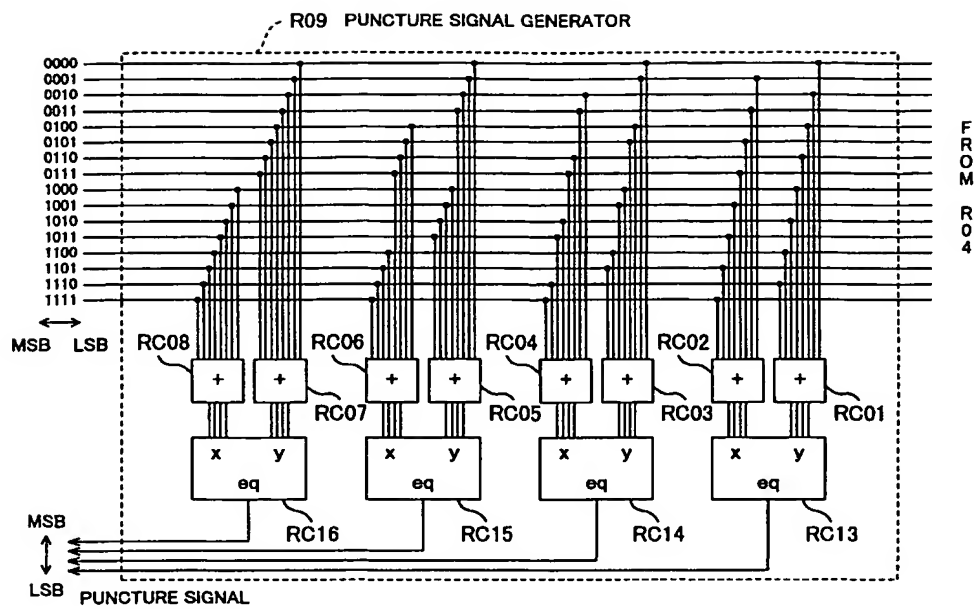 R09 PUNCTURE SIGNAL GENERATOR
0000
0001
0010
0011
0100
0101
0110
0111
1000
1001
1010
1011
1100
1101
1110
1111
FROM R04
MSB LSB
RC08 RC06 RC04 RC02
+ + + + + + + +
RC07 RC05 RC03 RC01
x y x y x y x y
eq eq eq eq
RC16 RC15 RC14 RC13
MSB
LSB
PUNCTURE SIGNAL